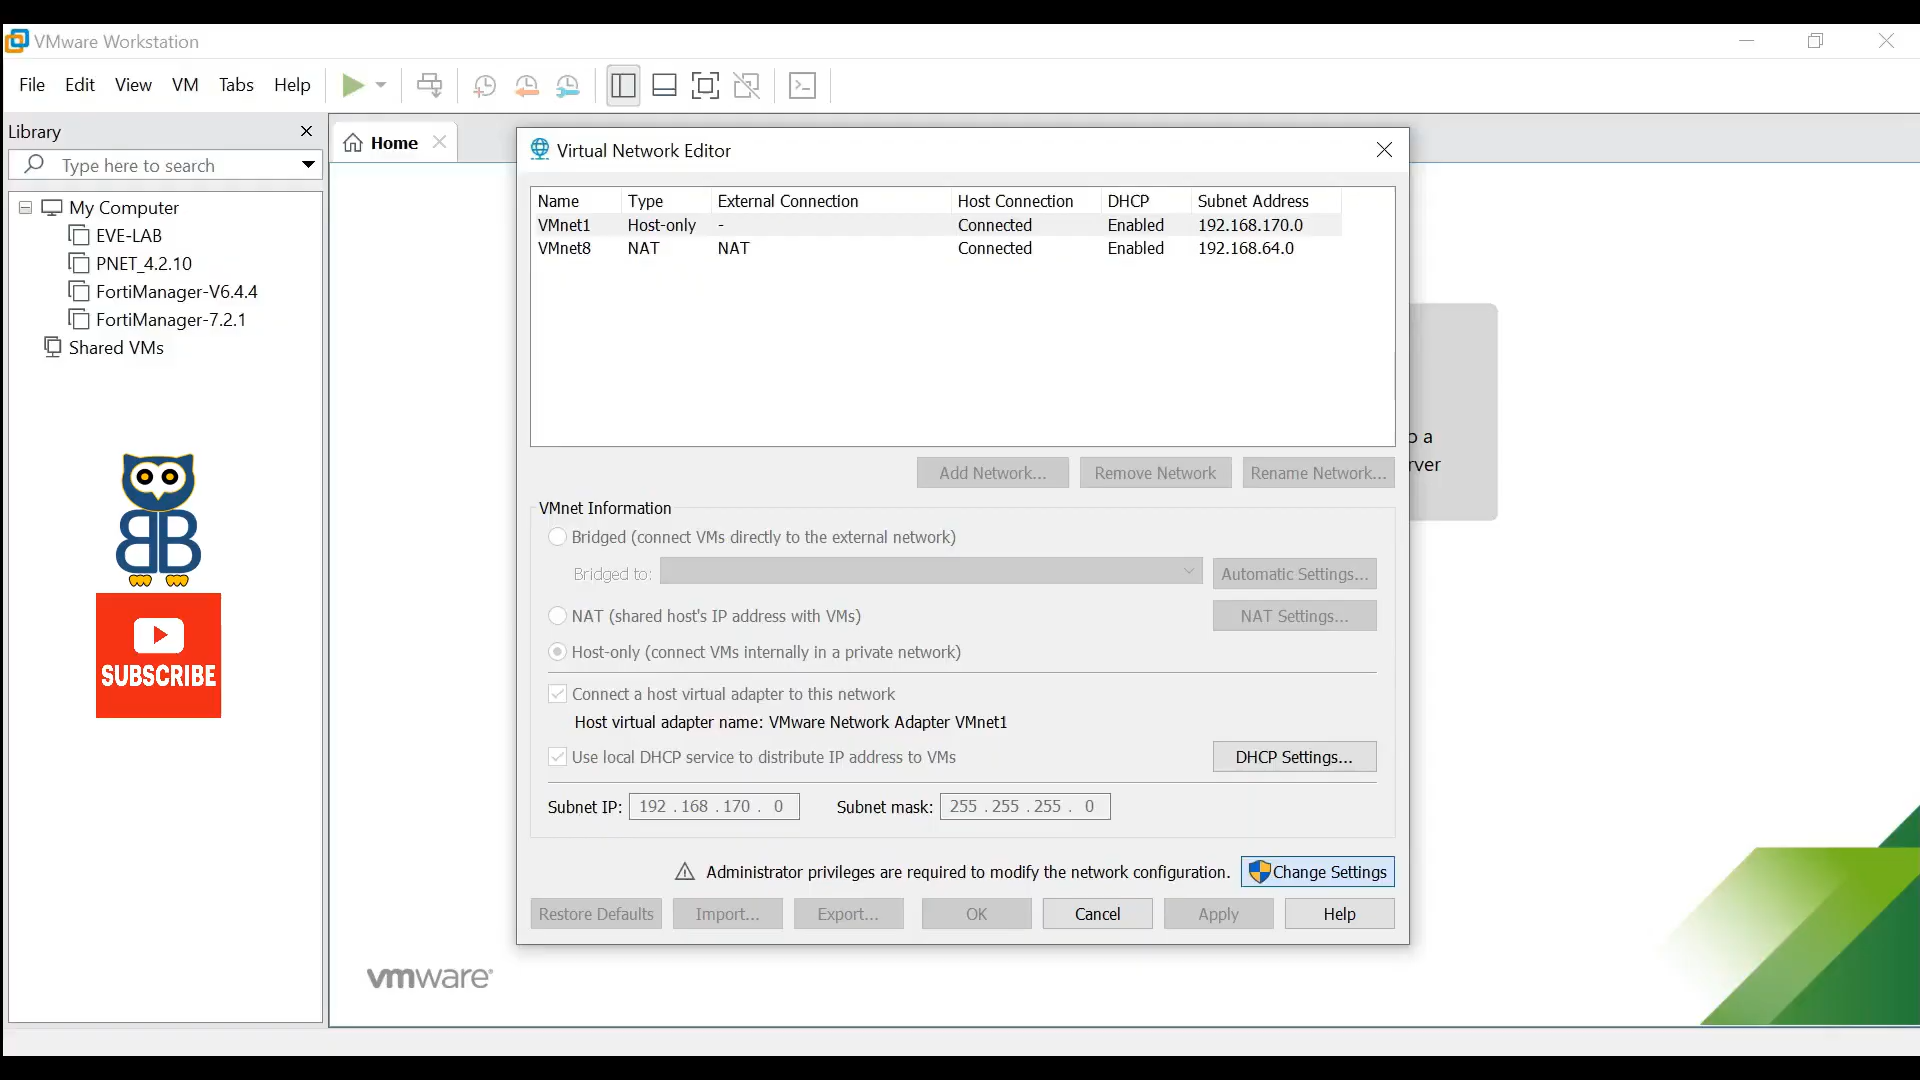 VMware Workstation
File Edit View VM Tabs Help
Library
Type here to search
My Computer
EVE-LAB
PNET_4.2.10
FortiManager-V6.4.4
FortiManager-7.2.1
Shared VMs
BB
SUBSCRIBE
Home
Virtual Network Editor
Name Type External Connection Host Connection DHCP Subnet Address
VMnet1 Host-only - Connected Enabled 192.168.170.0
VMnet8 NAT NAT Connected Enabled 192.168.64.0
Add Network... Remove Network Rename Network...
VMnet Information
Bridged (connect VMs directly to the external network)
Bridged to: Automatic Settings...
NAT (shared host's IP address with VMs) NAT Settings...
Host-only (connect VMs internally in a private network)
Connect a host virtual adapter to this network
Host virtual adapter name: VMware Network Adapter VMnet1
Use local DHCP service to distribute IP address to VMs DHCP Settings...
Subnet IP: 192 . 168 . 170 . 0 Subnet mask: 255 . 255 . 255 . 0
Administrator privileges are required to modify the network configuration. Change Settings
Restore Defaults Import... Export... OK Cancel Apply Help
a
rver
vmware